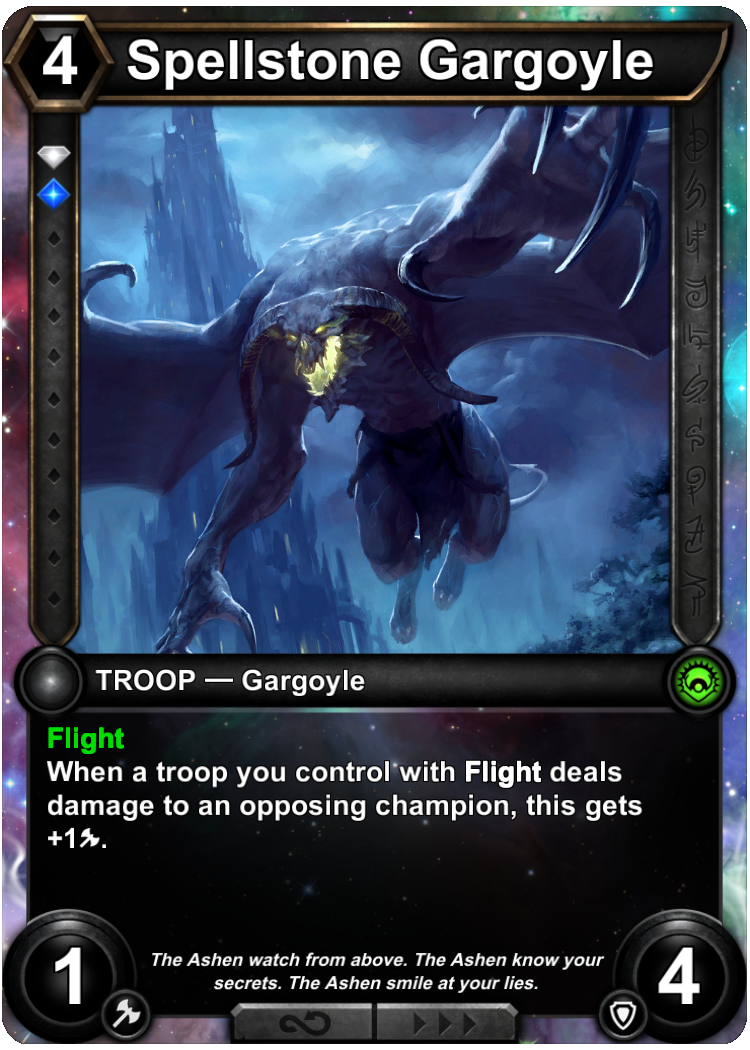 4
Spellstone Gargoyle
TROOP — Gargoyle
Flight
When a troop you control with Flight deals
damage to an opposing champion, this gets
+1.
The Ashen watch from above. The Ashen know your
secrets. The Ashen smile at your lies.
1
4